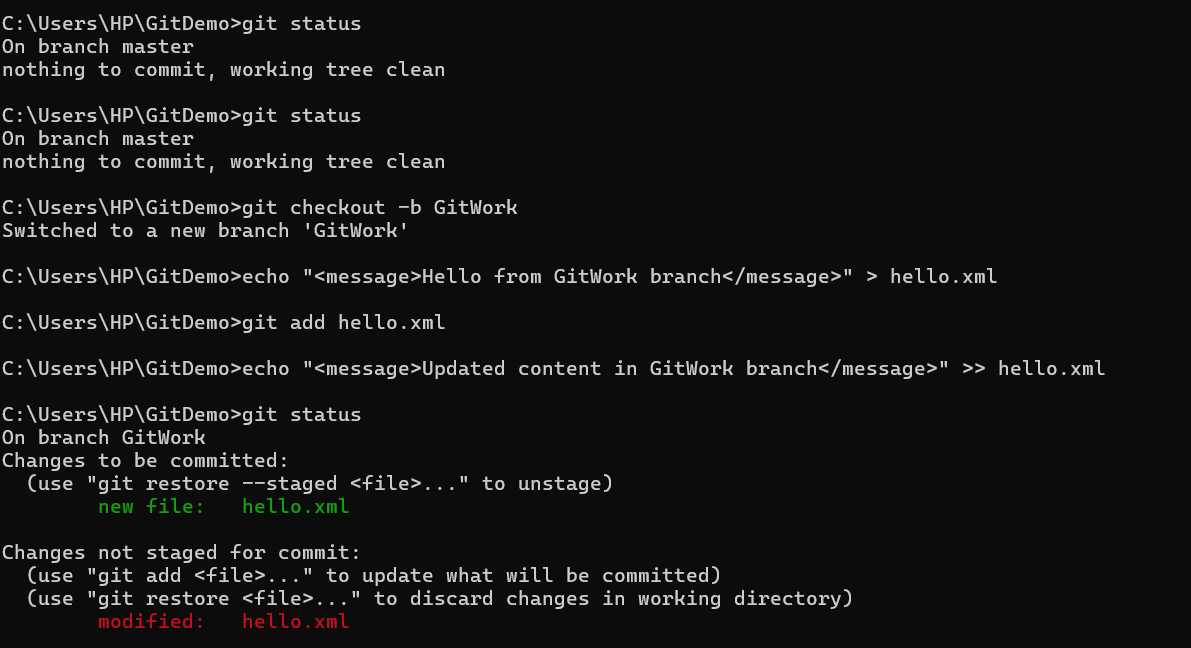 C:\Users\HP\GitDemo>git status
On branch master
nothing to commit, working tree clean
C:\Users\HP\GitDemo>git status
On branch master
nothing to commit, working tree clean
C:\Users\HP\GitDemo>git checkout -b GitWork
Switched to a new branch 'GitWork'
C:\Users\HP\GitDemo>echo "<message>Hello from GitWork branch</message>" > hello.xml
C:\Users\HP\GitDemo>git add hello.xml
C:\Users\HP\GitDemo>echo "<message>Updated content in GitWork branch</message>" >> hello.xml
C:\Users\HP\GitDemo>git status
On branch GitWork
Changes to be committed:
  (use "git restore --staged <file>..." to unstage)
        new file:   hello.xml
Changes not staged for commit:
  (use "git add <file>..." to update what will be committed)
  (use "git restore <file>..." to discard changes in working directory)
        modified:   hello.xml